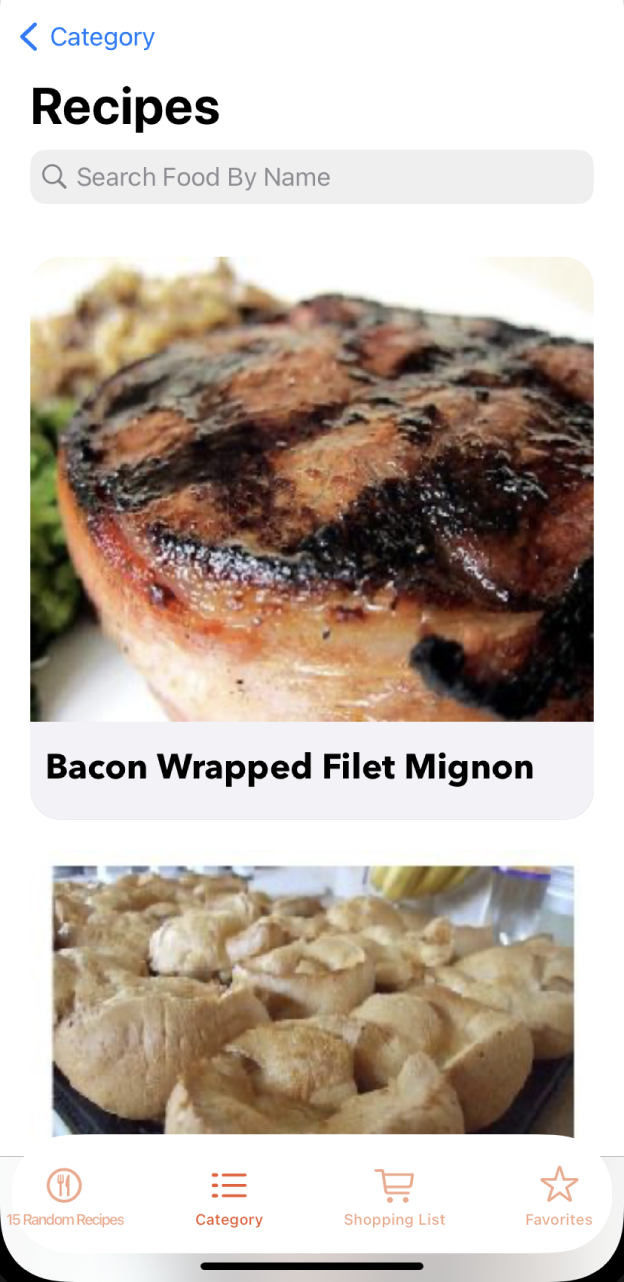 Category
Recipes
Search Food By Name
Bacon Wrapped Filet Mignon
15 Random Recipes
Category
Shopping List
Favorites